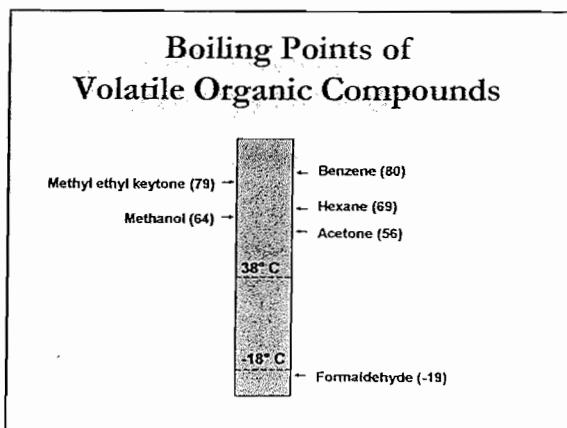 Boiling Points of
Volatile Organic Compounds
Benzene (80)
Methyl ethyl keytone (79)
Hexane (69)
Methanol (64)
Acetone (56)
38° C
-18° C
Formaldehyde (-19)